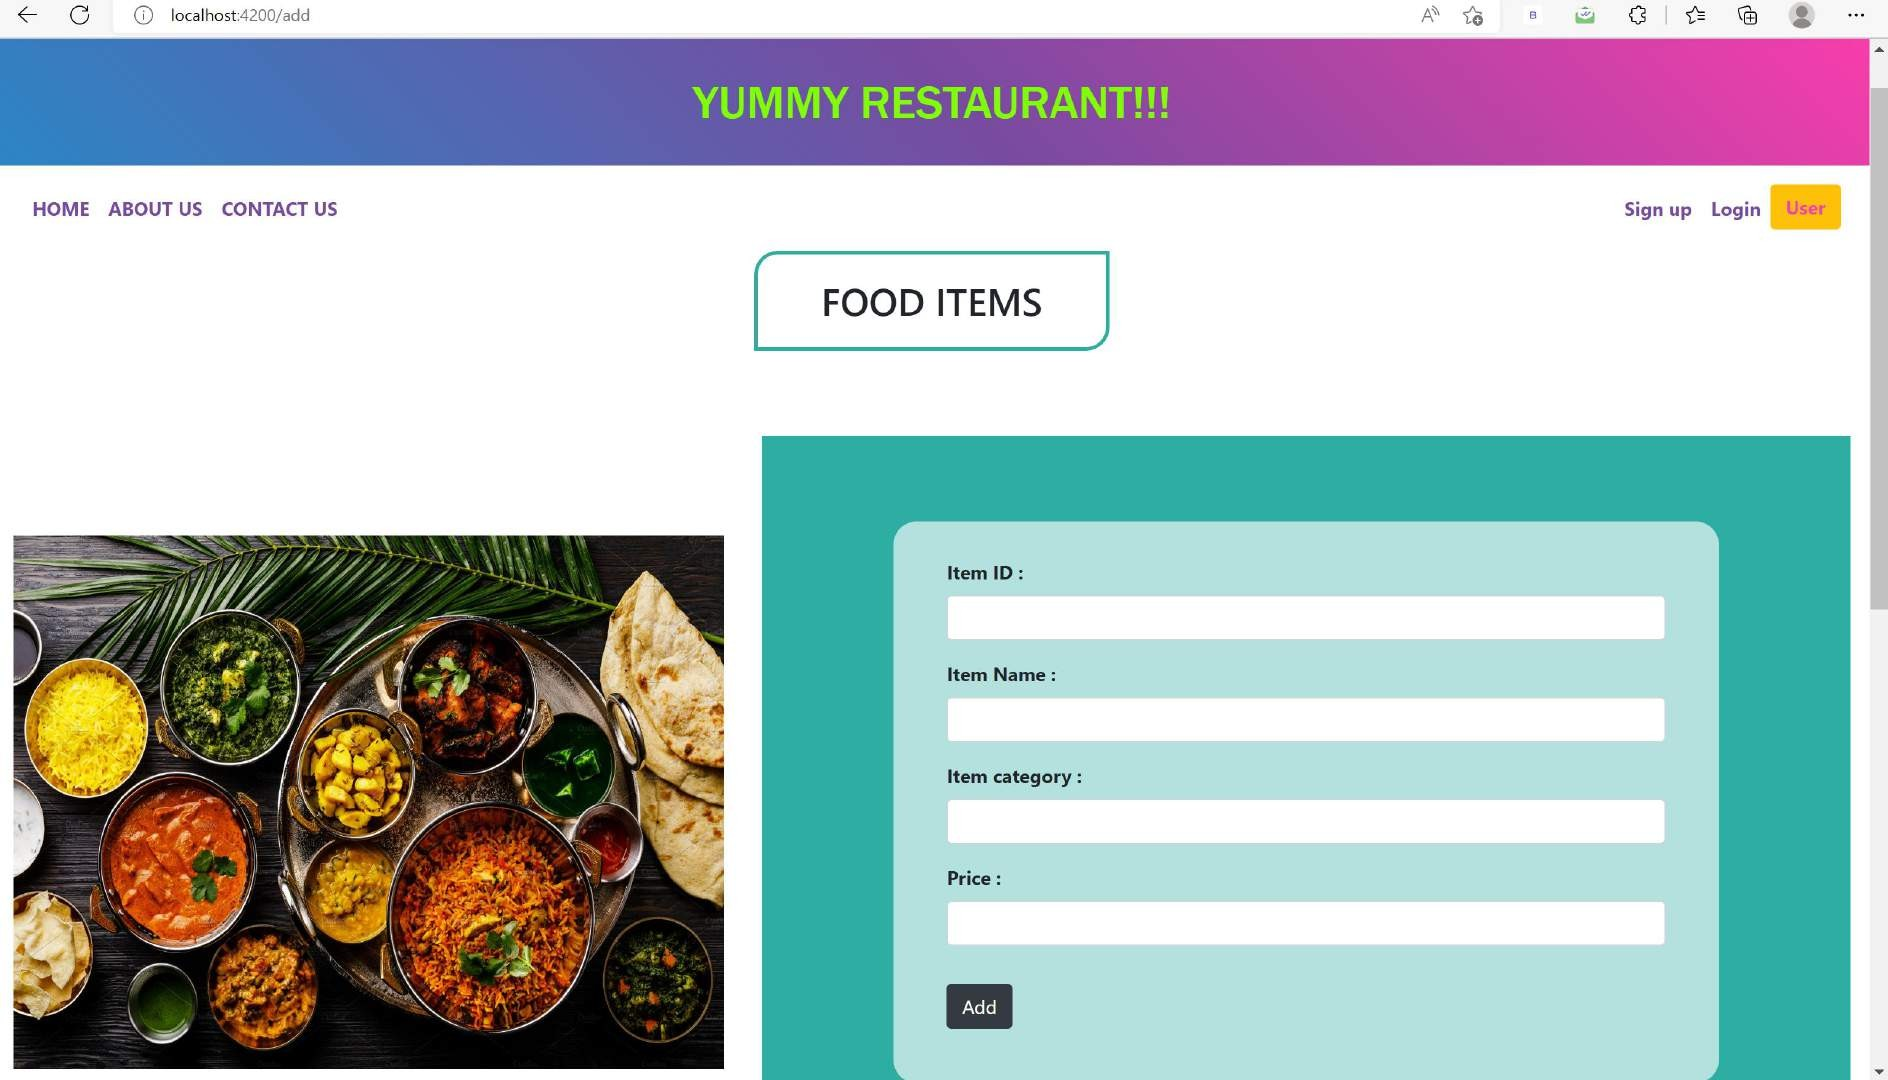 localhost:4200/add
YUMMY RESTAURANT!!!
HOME ABOUT US CONTACT US Sign up Login User
FOOD ITEMS
Item ID :
Item Name :
Item category :
Price :
Add